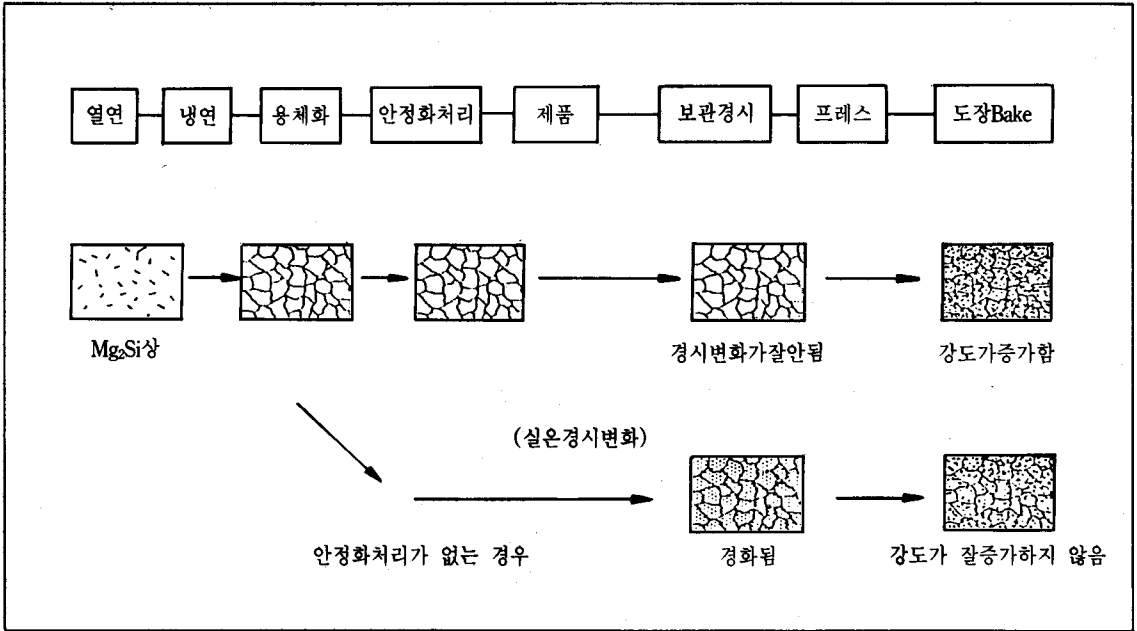 열연 냉연 용체화 안정화처리 제품 보관경시 프레스 도장Bake
Mg₂Si상 경시변화가잘안됨 강도가증가함
(실온경시변화)
안정화처리가 없는 경우 경화됨 강도가 잘증가하지 않음